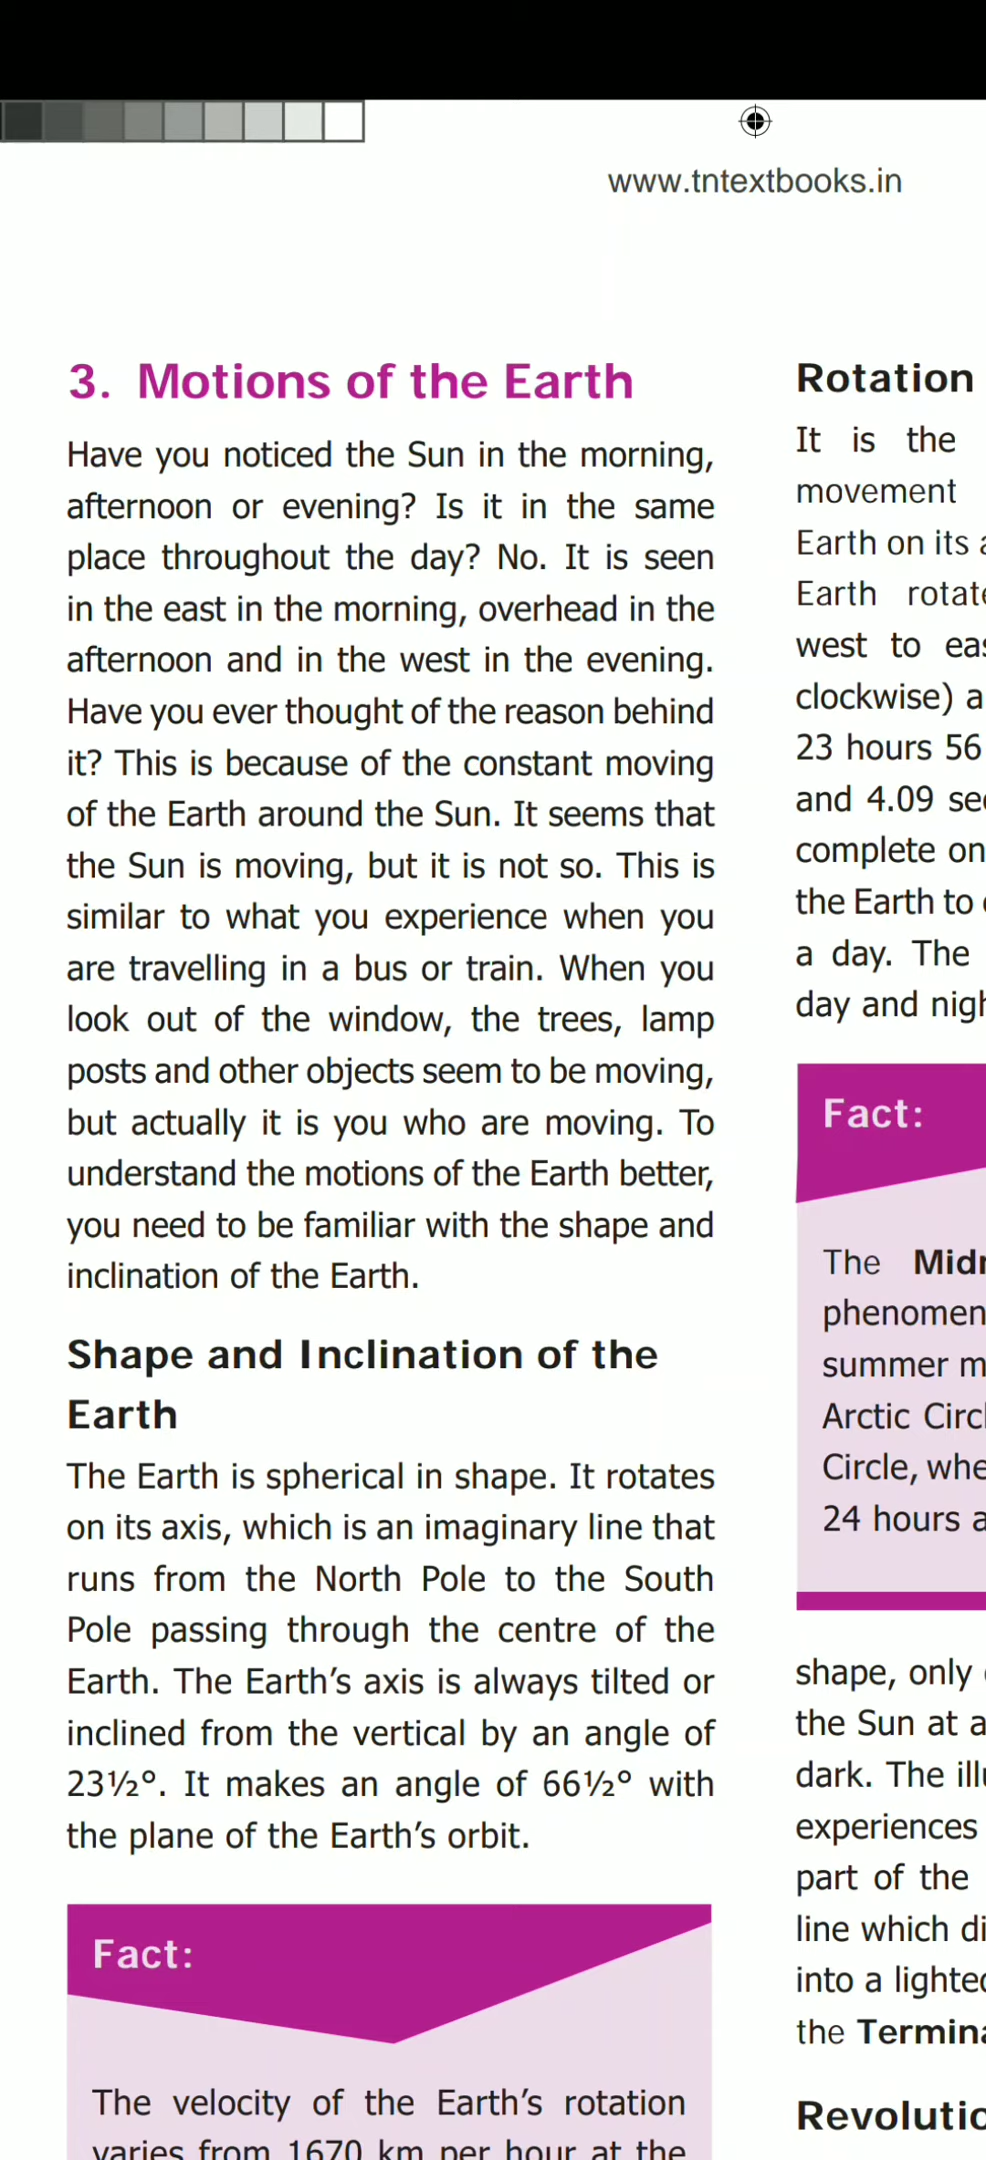 www.tntextbooks.in
3. Motions of the Earth
Have you noticed the Sun in the morning,
afternoon or evening? Is it in the same
place throughout the day? No. It is seen
in the east in the morning, overhead in the
afternoon and in the west in the evening.
Have you ever thought of the reason behind
it? This is because of the constant moving
of the Earth around the Sun. It seems that
the Sun is moving, but it is not so. This is
similar to what you experience when you
are travelling in a bus or train. When you
look out of the window, the trees, lamp
posts and other objects seem to be moving,
but actually it is you who are moving. To
understand the motions of the Earth better,
you need to be familiar with the shape and
inclination of the Earth.
Shape and Inclination of the
Earth
The Earth is spherical in shape. It rotates
on its axis, which is an imaginary line that
runs from the North Pole to the South
Pole passing through the centre of the
Earth. The Earth’s axis is always tilted or
inclined from the vertical by an angle of
23½°. It makes an angle of 66½° with
the plane of the Earth’s orbit.
Fact:
The velocity of the Earth’s rotation
varies from 1670 km per hour at the
Rotation
It is the
movement
Earth on its
Earth
west to
clockwise)
23 hours 56
and 4.09
complete
the Earth to
a day. The
day and
Fact:
The
summer
Arctic
Circle,
24 hours
shape, only
the Sun at
dark. The
experiences
part of the
line which
into a
the